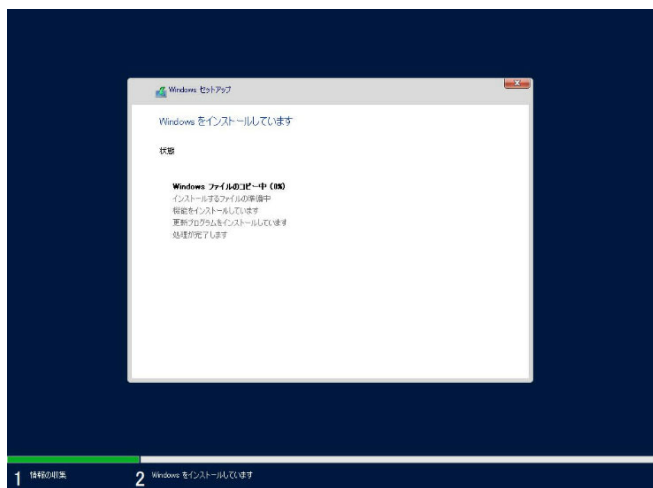 Windows セットアップ
Windows をインストールしています
状態
Windows ファイルのコピー中 (0%)
インストールするファイルの準備中
機能をインストールしています
更新プログラムをインストールしています
処理が完了します
1 情報の収集
2 Windows をインストールしています